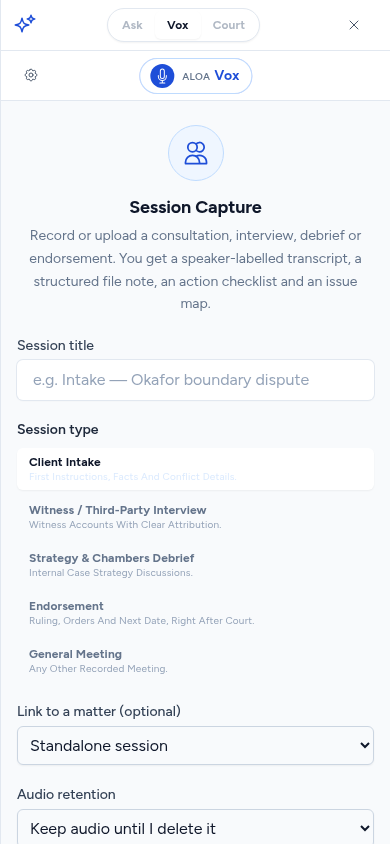 Ask Vox Court
ALOA Vox
Session Capture
Record or upload a consultation, interview, debrief or
endorsement. You get a speaker-labelled transcript, a
structured file note, an action checklist and an issue
map.
Session title
e.g. Intake — Okafor boundary dispute
Session type
Client Intake
First Instructions, Facts And Conflict Details.
Witness / Third-Party Interview
Witness Accounts With Clear Attribution.
Strategy & Chambers Debrief
Internal Case Strategy Discussions.
Endorsement
Ruling, Orders And Next Date, Right After Court.
General Meeting
Any Other Recorded Meeting.
Link to a matter (optional)
Standalone session
Audio retention
Keep audio until I delete it